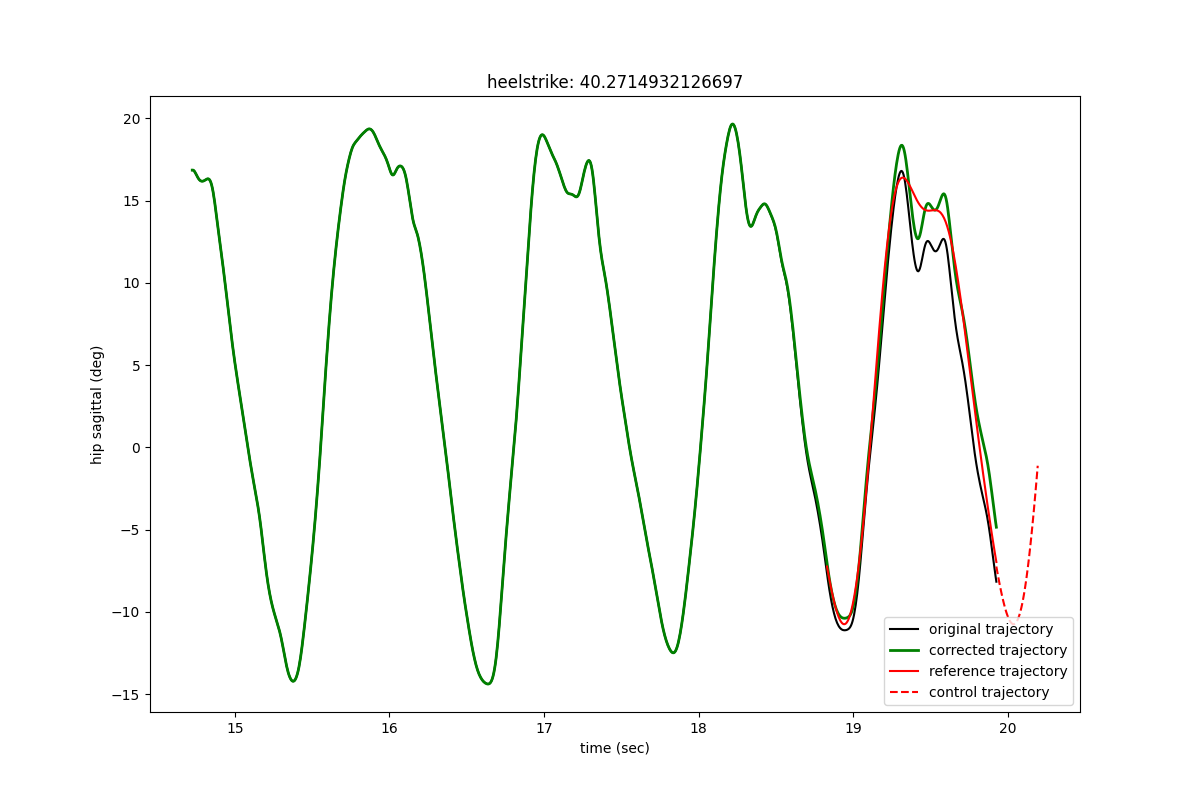 heelstrike: 40.2714932126697
20
15
10
5
0
−5
−10
−15
hip sagittal (deg)
15
16
17
18
19
20
time (sec)
original trajectory
corrected trajectory
reference trajectory
control trajectory